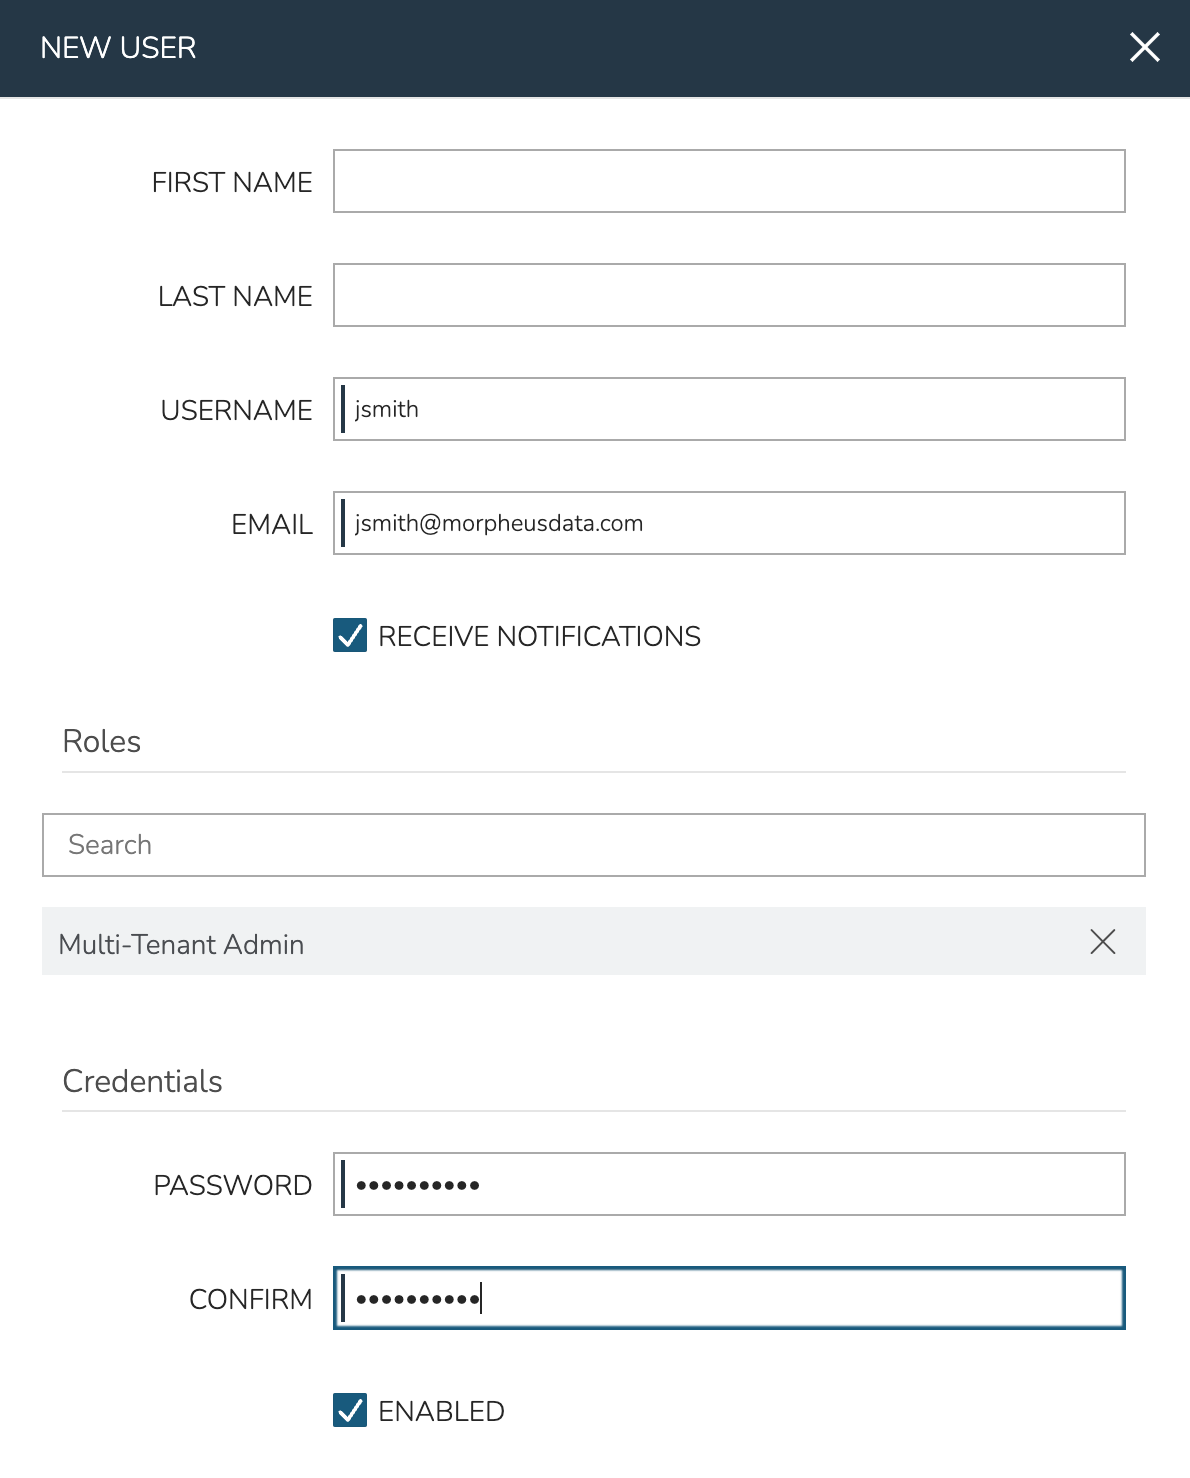 NEW USER
FIRST NAME
LAST NAME
USERNAME jsmith
EMAIL jsmith@morpheusdata.com
RECEIVE NOTIFICATIONS
Roles
Search
Multi-Tenant Admin
Credentials
PASSWORD ••••••••••
CONFIRM ••••••••••
ENABLED